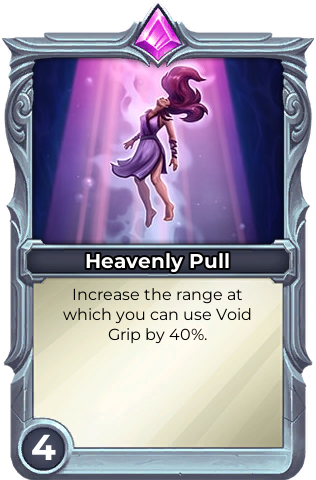 Heavenly Pull
Increase the range at
which you can use Void
Grip by 40%.
4